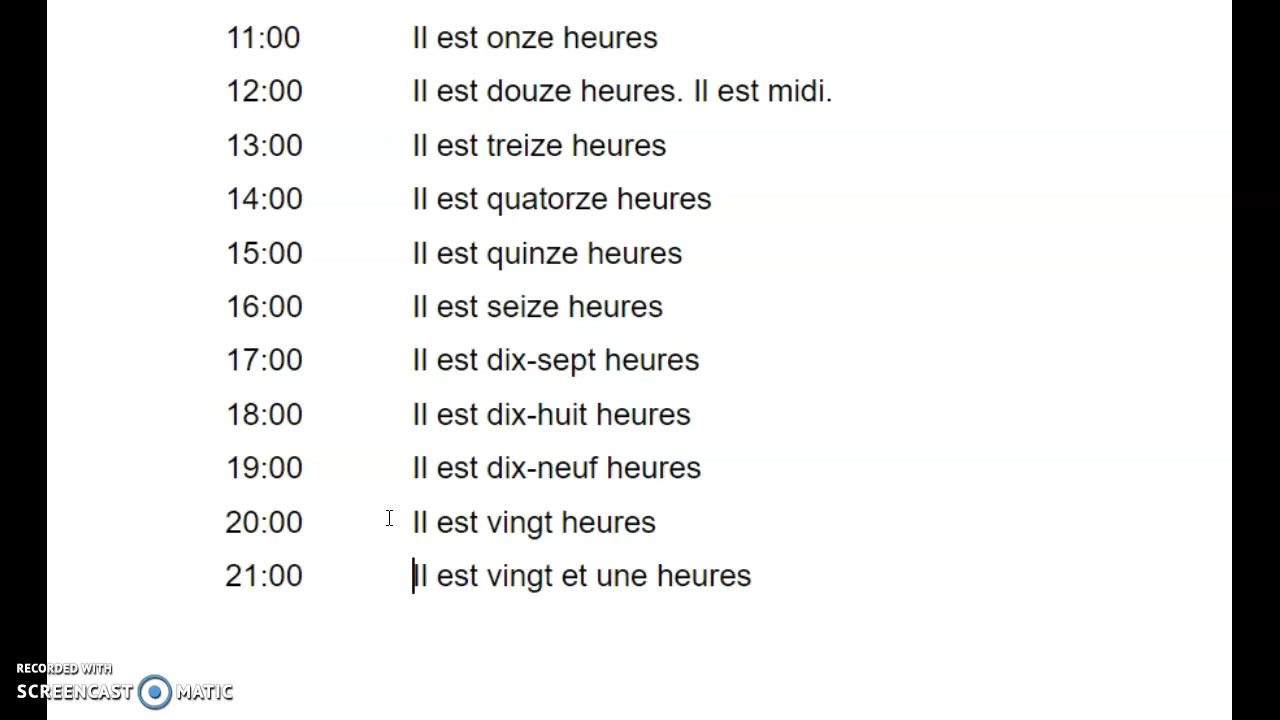 11:00 Il est onze heures
12:00 Il est douze heures. Il est midi.
13:00 Il est treize heures
14:00 Il est quatorze heures
15:00 Il est quinze heures
16:00 Il est seize heures
17:00 Il est dix-sept heures
18:00 Il est dix-huit heures
19:00 Il est dix-neuf heures
20:00 Il est vingt heures
21:00 Il est vingt et une heures
RECORDED WITH
SCREENCAST MATIC